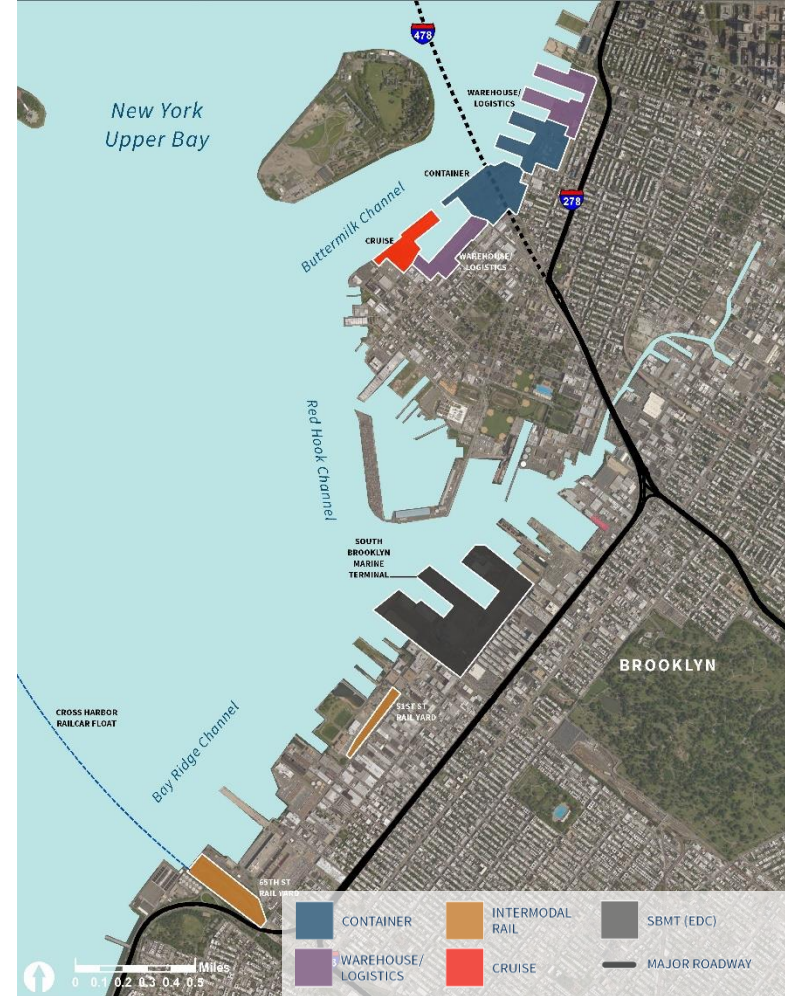 478
New York
Upper Bay
WAREHOUSE/
LOGISTICS
CONTAINER
278
Buttermilk Channel
CRUISE
WAREHOUSE/
LOGISTICS
Red Hook Channel
SOUTH
BROOKLYN
MARINE
TERMINAL
BROOKLYN
CROSS HARBOR
RAILCAR FLOAT
51ST ST
RAIL YARD
Bay Ridge Channel
65TH ST
RAIL YARD
CONTAINER
INTERMODAL
RAIL
SBMT (EDC)
WAREHOUSE/
LOGISTICS
CRUISE
MAJOR ROADWAY
Miles
0 0.1 0.2 0.3 0.4 0.5